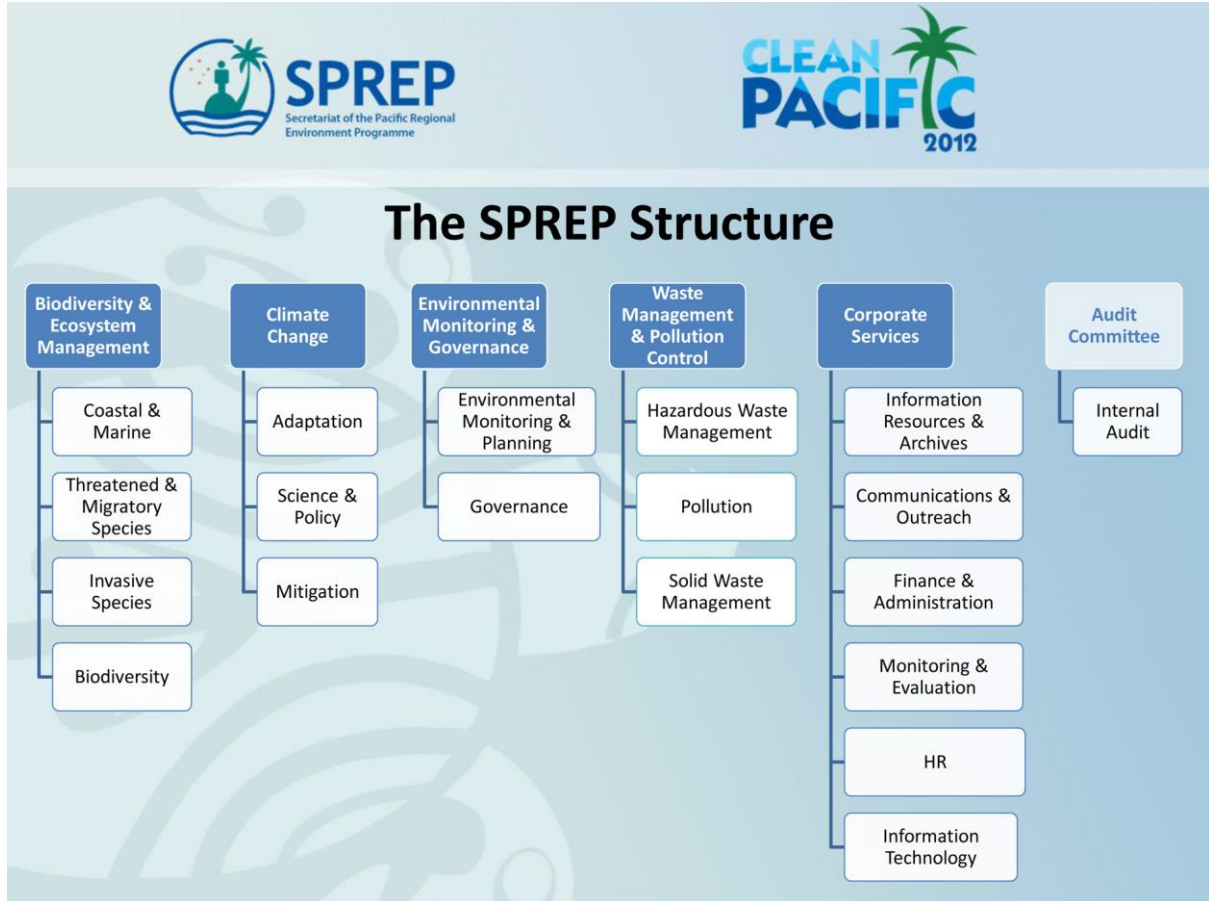 SPREP
Secretariat of the Pacific Regional
Environment Programme
CLEAN
PACIFIC
2012
The SPREP Structure
Biodiversity &
Ecosystem
Management
Coastal &
Marine
Threatened &
Migratory
Species
Invasive
Species
Biodiversity
Climate
Change
Adaptation
Science &
Policy
Mitigation
Environmental
Monitoring &
Governance
Environmental
Monitoring &
Planning
Governance
Waste
Management
& Pollution
Control
Hazardous Waste
Management
Pollution
Solid Waste
Management
Corporate
Services
Information
Resources &
Archives
Communications &
Outreach
Finance &
Administration
Monitoring &
Evaluation
HR
Information
Technology
Audit
Committee
Internal
Audit